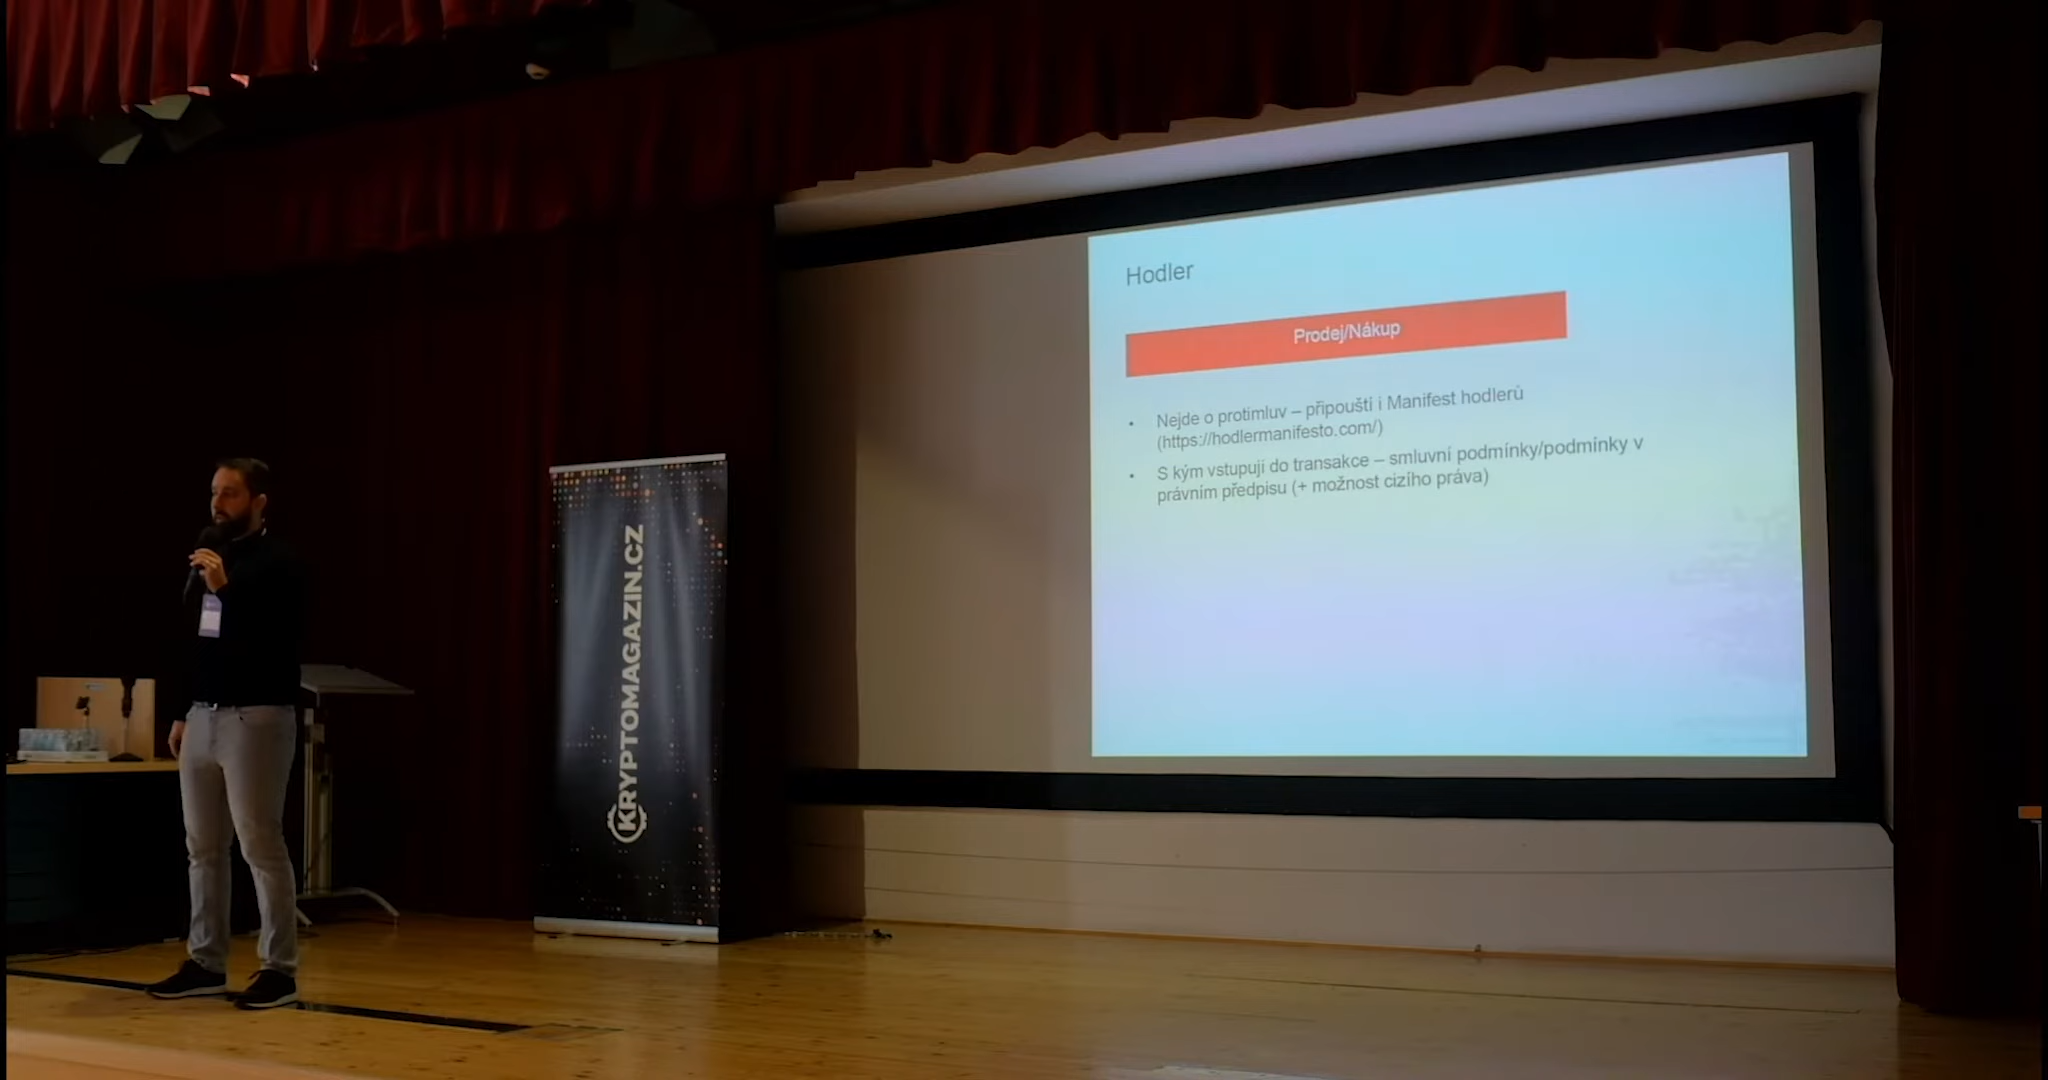 Hodler
Prodej/Nákup
• Nejde o protimluv – připouští i Manifest hodlerů
(https://hodlermanifesto.com/)
• S kým vstupují do transakce – smluvní podmínky/podmínky v
právním předpisu (+ možnost cizího práva)
KRYPTOMAGAZIN.CZ